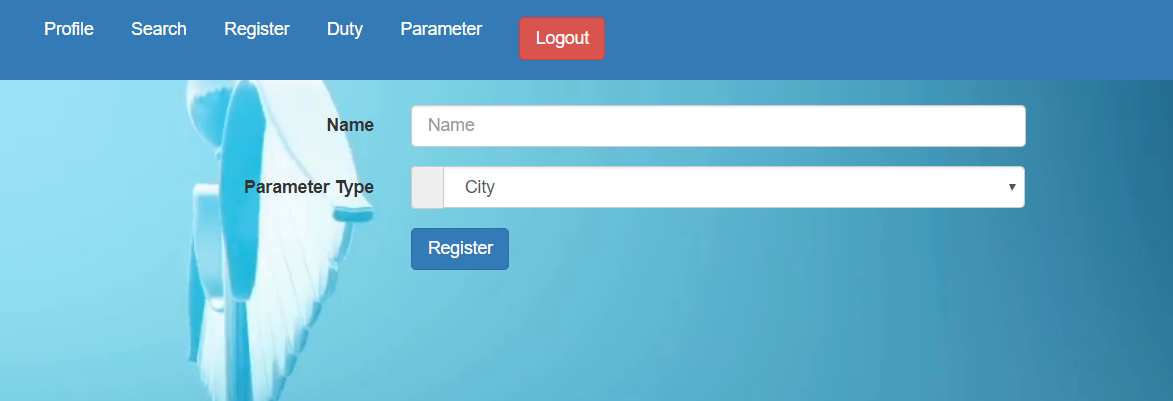 Profile Search Register Duty Parameter Logout
Name Name
Parameter Type City
Register